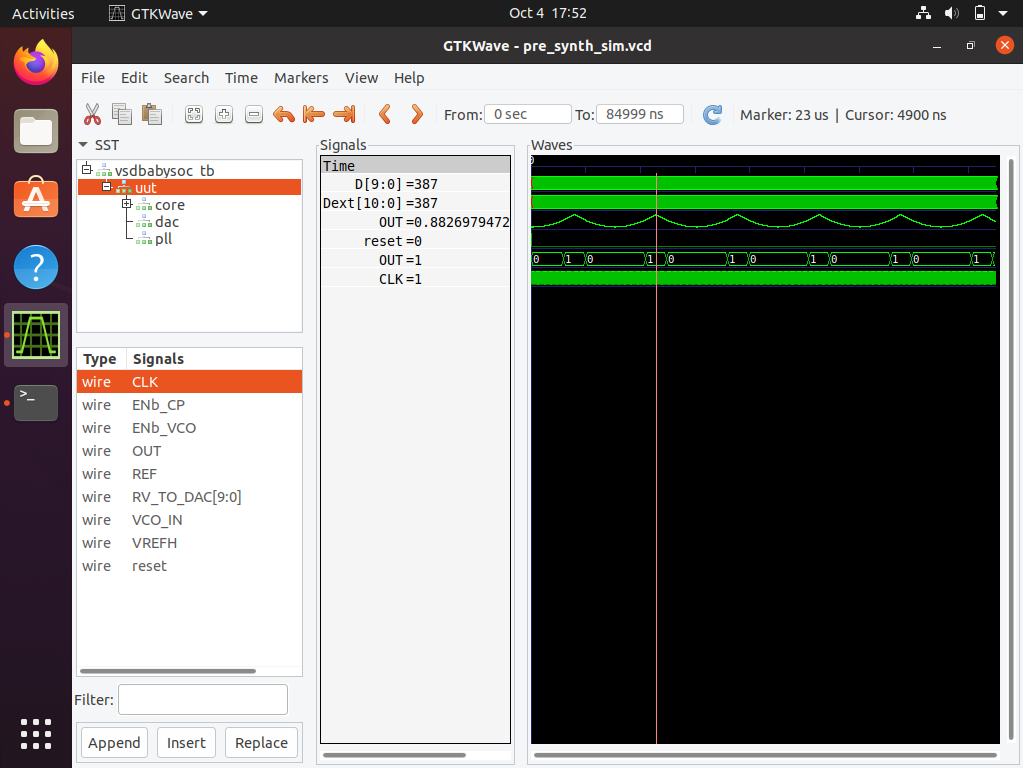 Activities GTKWave Oct 4 17:52
GTKWave - pre_synth_sim.vcd
File Edit Search Time Markers View Help
From: 0 sec To: 84999 ns Marker: 23 us | Cursor: 4900 ns
SST
vsdbabysoc_tb
uut
core
dac
pll
Type Signals
wire CLK
wire ENb_CP
wire ENb_VCO
wire OUT
wire REF
wire RV_TO_DAC[9:0]
wire VCO_IN
wire VREFH
wire reset
Filter:
Append Insert Replace
Signals
Time
D[9:0]=387
Dext[10:0]=387
OUT=0.8826979472
reset=0
OUT=1
CLK=1
Waves
0
0 1 0 1 0 1 0 1 0 1 0 1